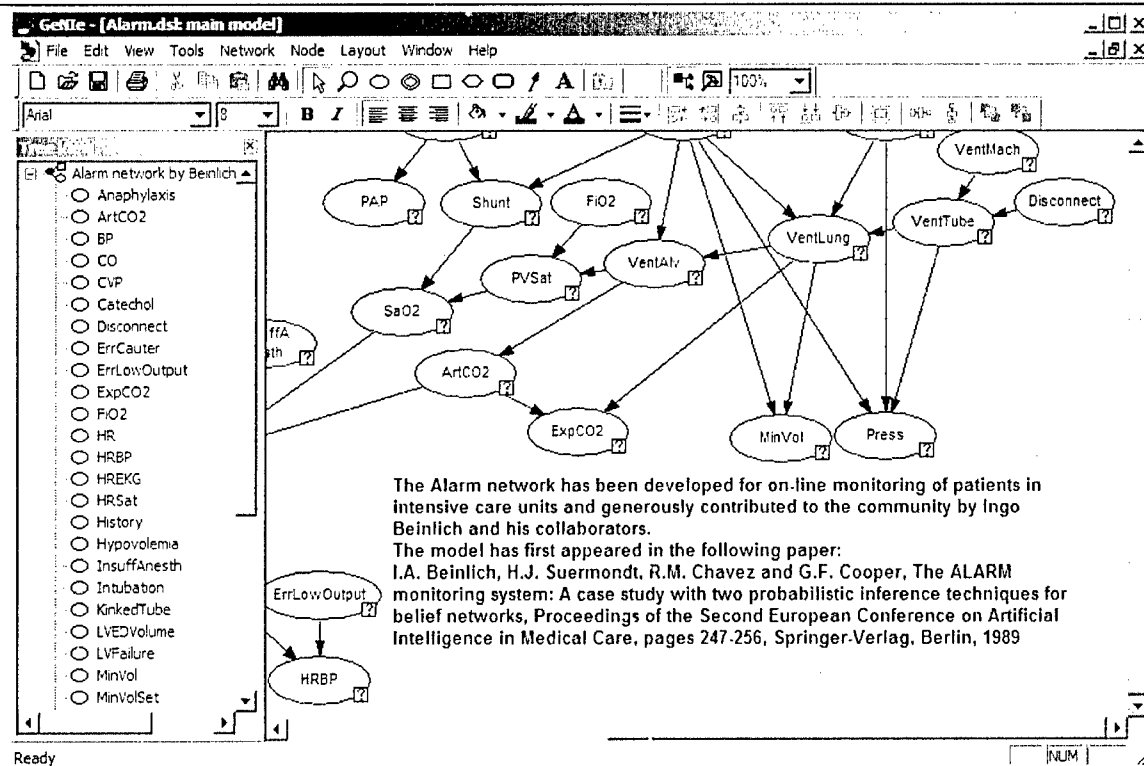 GeNIe - [Alarm.dsl: main model]
File Edit View Tools Network Node Layout Window Help
A 100%
Arial 8 B I A
Alarm network by Beinlich
Anaphylaxis
ArtCO2
BP
CO
CVP
Catechol
Disconnect
ErrCauter
ErrLowOutput
ExpCO2
FiO2
HR
HRBP
HREKG
HRSat
History
Hypovolemia
InsuffAnesth
Intubation
KinkedTube
LVEDVolume
LVFailure
MinVol
MinVolSet
VentMach
PAP
Shunt
FiO2
Disconnect
VentTube
VentLung
VentAlv
PVSat
SaO2
ffA
sth
ArtCO2
ExpCO2
MinVol
Press
The Alarm network has been developed for on-line monitoring of patients in
intensive care units and generously contributed to the community by Ingo
Beinlich and his collaborators.
The model has first appeared in the following paper:
I.A. Beinlich, H.J. Suermondt, R.M. Chavez and G.F. Cooper, The ALARM
monitoring system: A case study with two probabilistic inference techniques for
belief networks, Proceedings of the Second European Conference on Artificial
Intelligence in Medical Care, pages 247-256, Springer-Verlag, Berlin, 1989
ErrLowOutput
HRBP
Ready
NUM